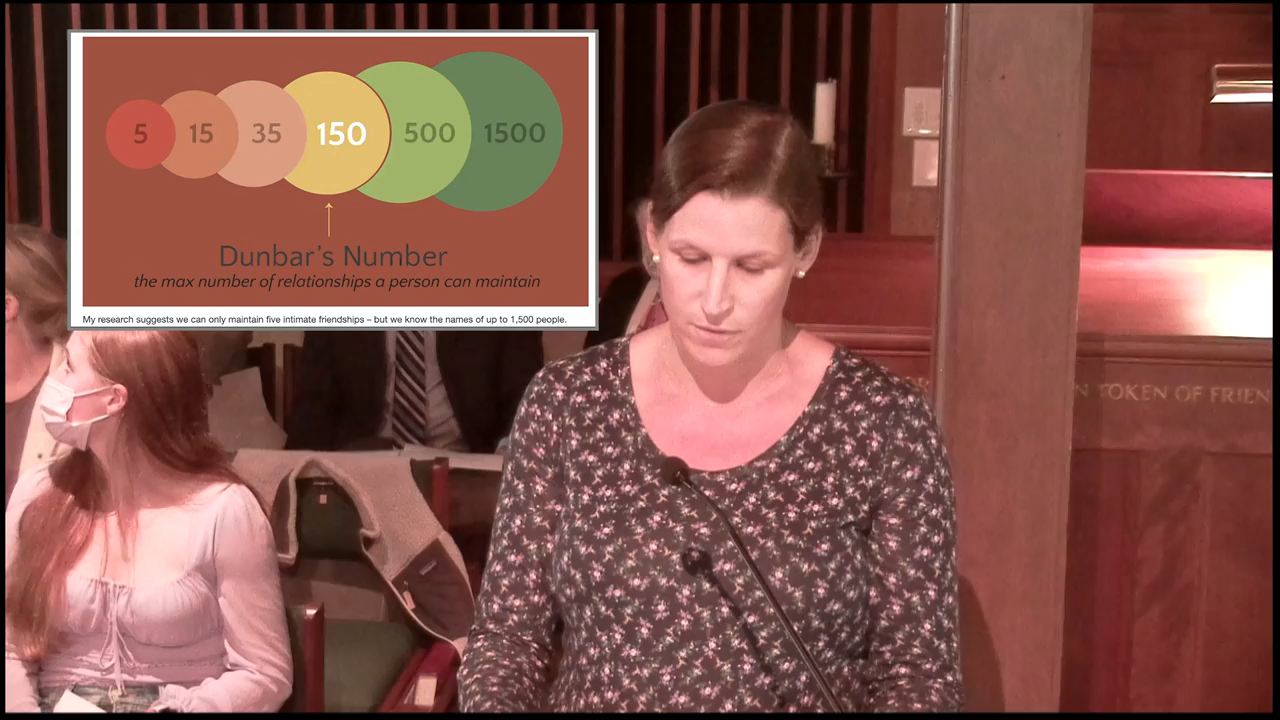 5 15 35 150 500 1500
Dunbar's Number
the max number of relationships a person can maintain
My research suggests we can only maintain five intimate friendships – but we know the names of up to 1,500 people.
N TOKEN OF FRIEN